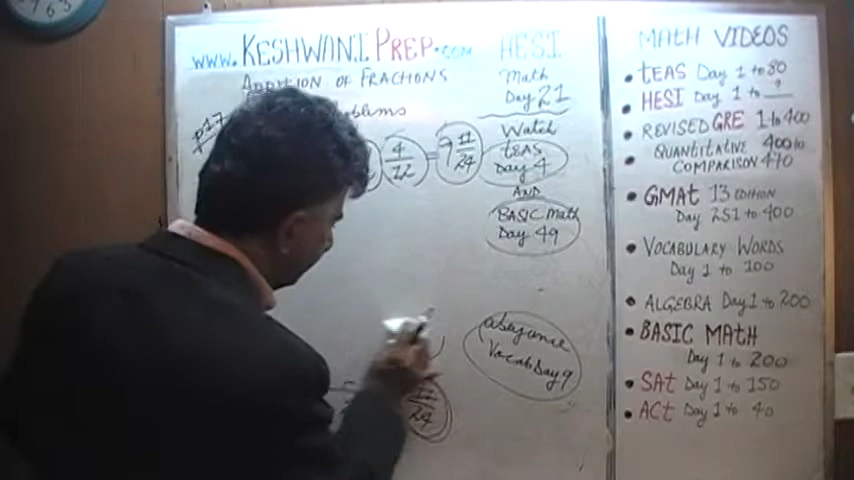 www.KESHWANI PREP.com
ADDITION OF FRACTIONS
Problems
p17
4/12 = 9 11/24
11/24
HESI
Math
Day 21
Watch
tEAS
Day 4
AND
BASIC Math
Day 49
abeyance
Vocab Day 9
MATH VIDEOS
• tEAS Day 1 to 80
• HESI Day 1 to ?
• REVISED GRE 1 to 400
• QUANTITATIVE 400 to
COMPARISON 470
• GMAt 13 EDITION
Day 251 to 400
• VOCABULARY WORDS
Day 1 to 100
• ALGEBRA Day 1 to 200
• BASIC MATH
Day 1 to 200
• SAt Day 1 to 150
• ACt Day 1 to 40